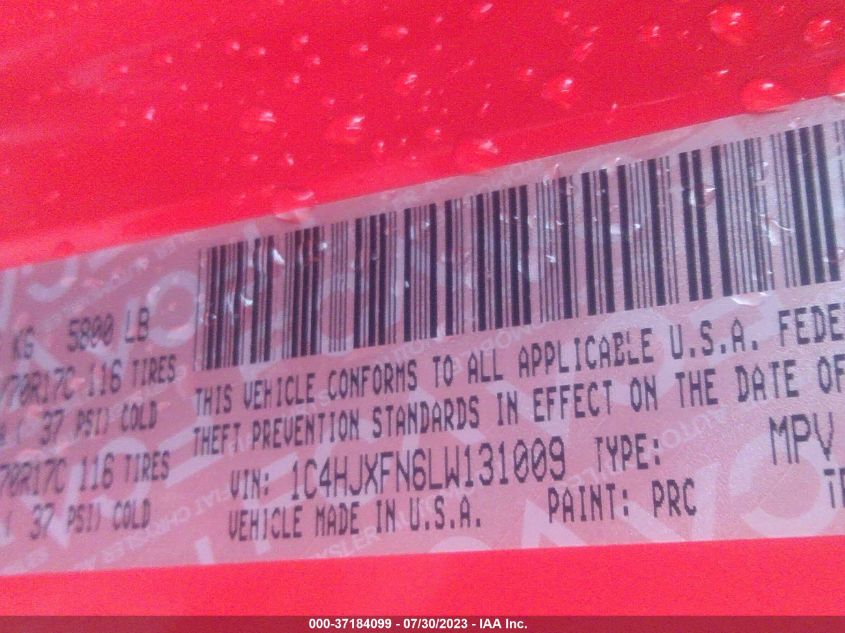 KG 5800 LB
/70R17C 116 TIRES
( 37 PSI) COLD
70R17C 116 TIRES
( 37 PSI) COLD
THIS VEHICLE CONFORMS TO ALL APPLICABLE U.S.A. FEDE
THEFT PREVENTION STANDARDS IN EFFECT ON THE DATE OF
VIN: 1C4HJXFN6LW131009 TYPE: MPV
VEHICLE MADE IN U.S.A. PAINT: PRC
000-37184099 - 07/30/2023 - IAA Inc.